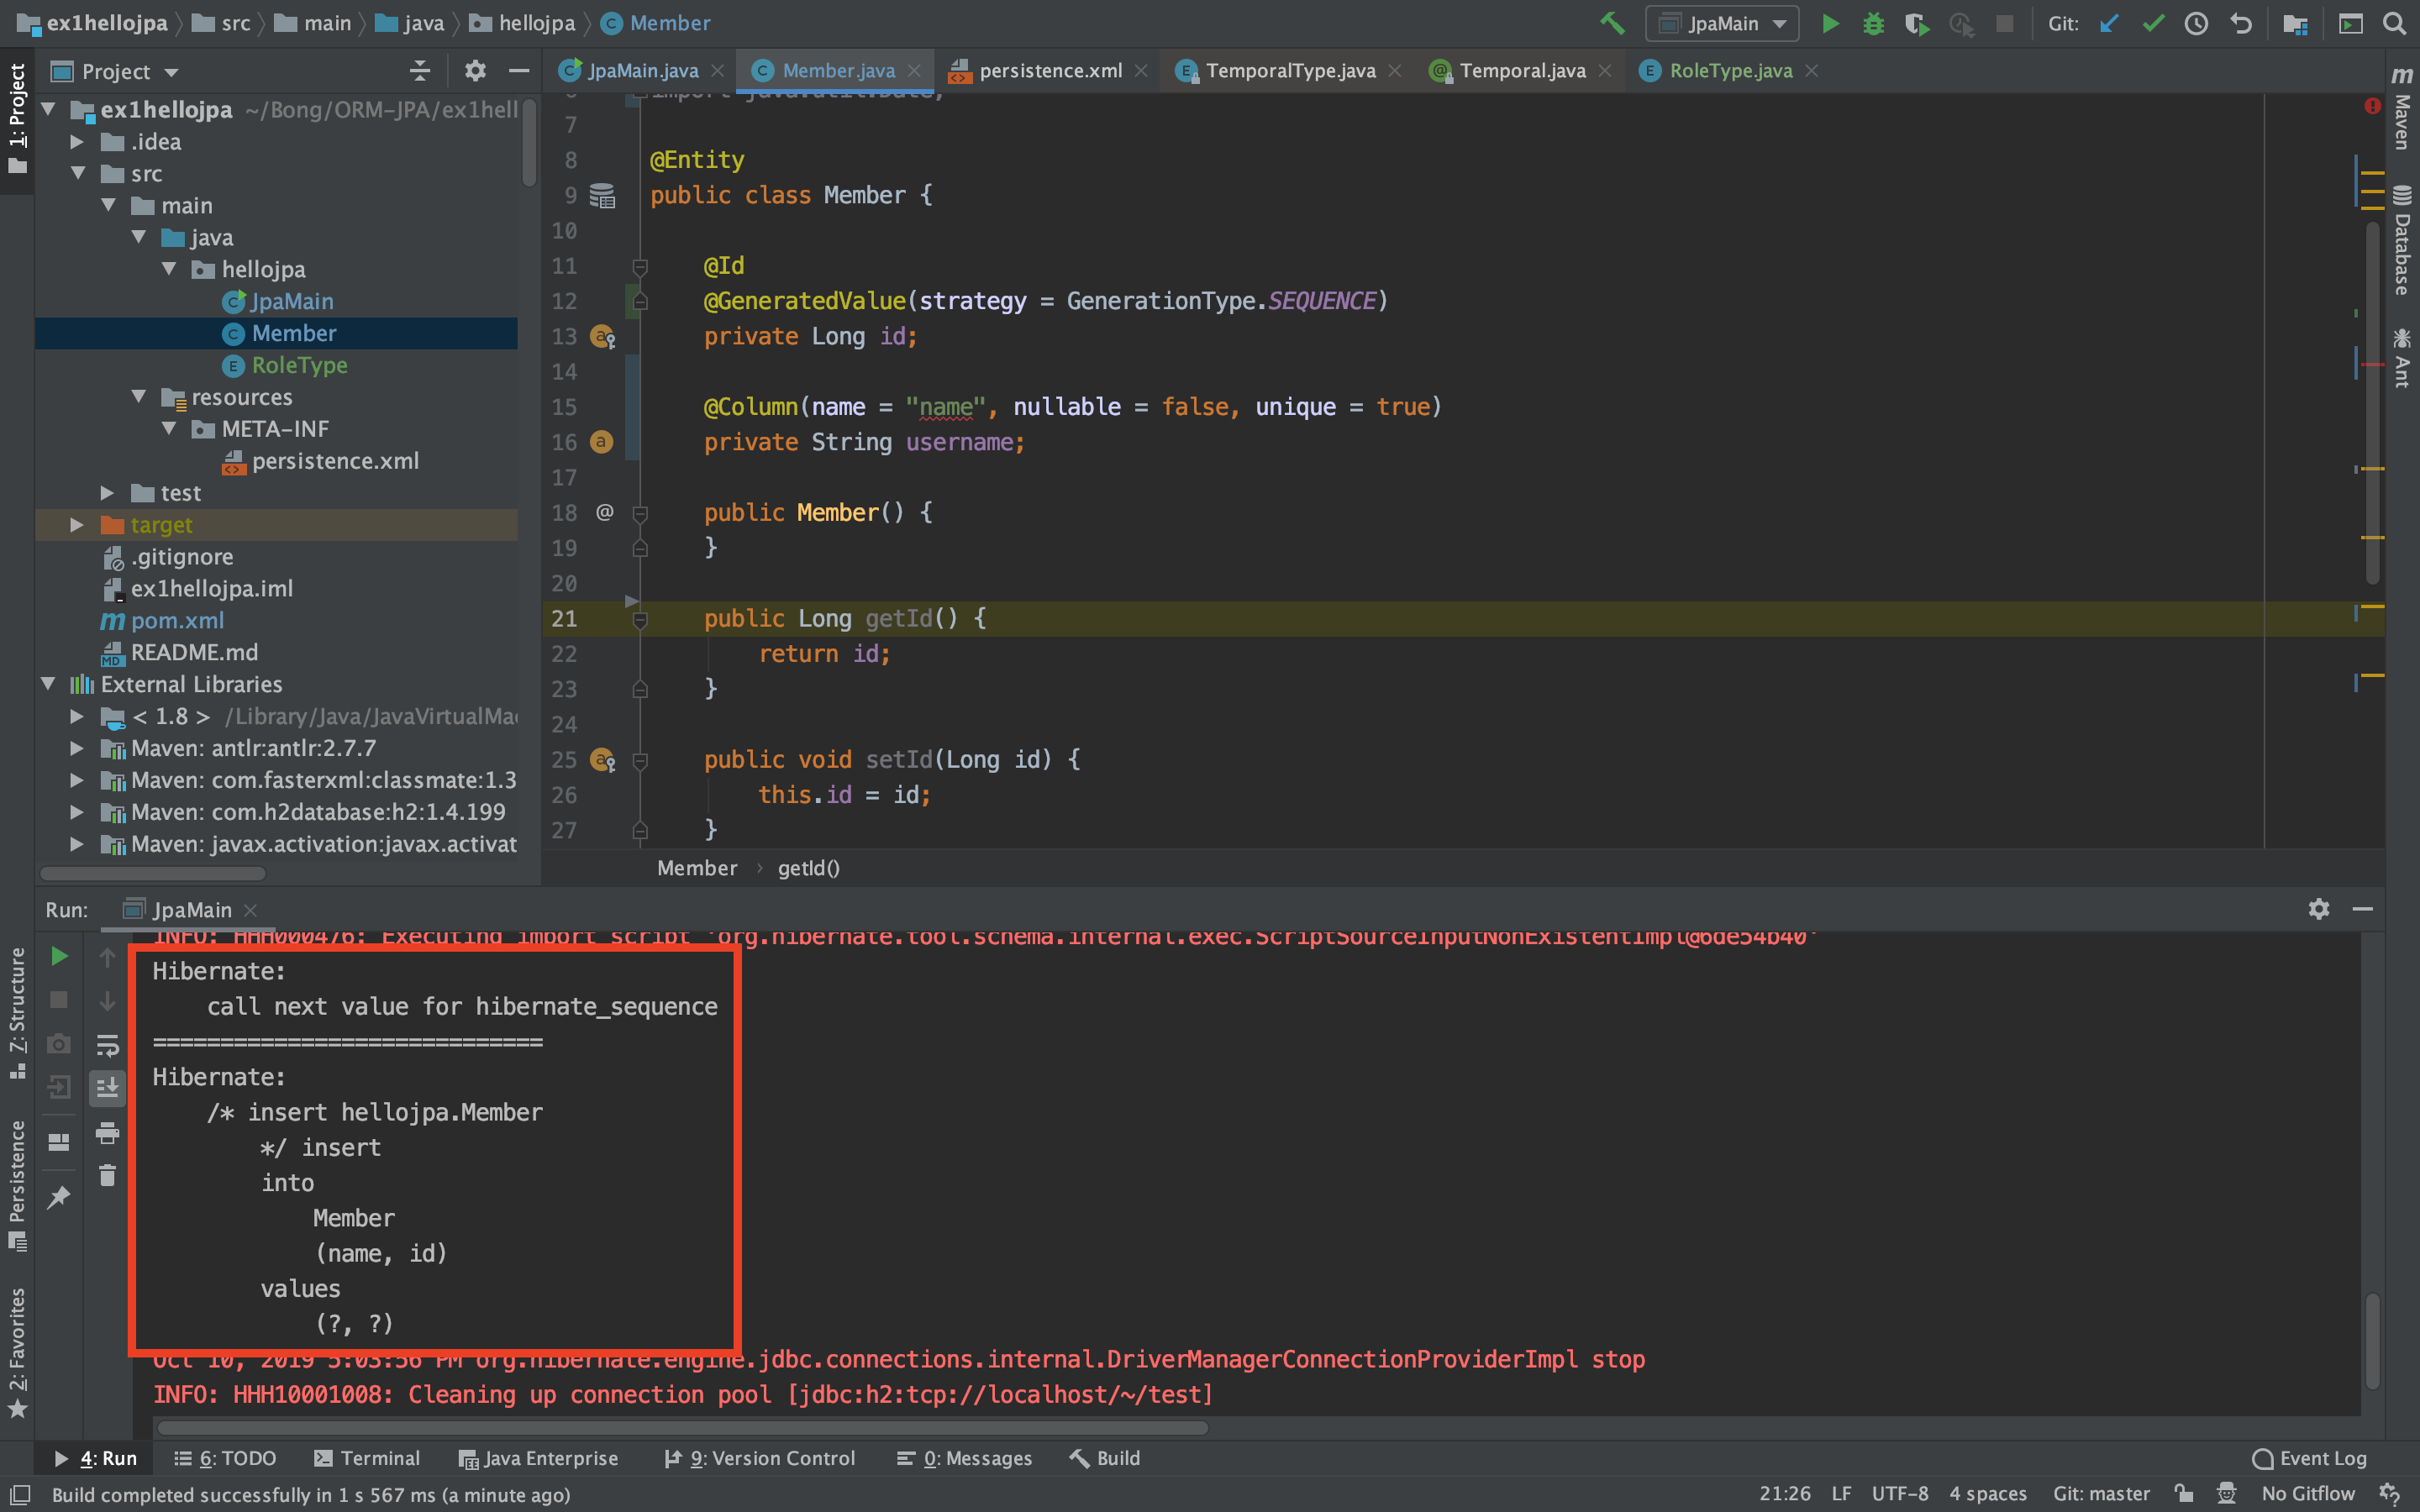 ex1hellojpa src main java hellojpa Member
JpaMain Git:
1: Project
Project
JpaMain.java Member.java persistence.xml TemporalType.java Temporal.java RoleType.java
ex1hellojpa ~/Bong/ORM-JPA/ex1hell
.idea
src
main
java
hellojpa
JpaMain
Member
RoleType
resources
META-INF
persistence.xml
test
target
.gitignore
ex1hellojpa.iml
pom.xml
README.md
External Libraries
< 1.8 > /Library/Java/JavaVirtualMa
Maven: antlr:antlr:2.7.7
Maven: com.fasterxml:classmate:1.3
Maven: com.h2database:h2:1.4.199
Maven: javax.activation:javax.activat
6 import java.util.Date;
7
8 @Entity
9 public class Member {
10
11 @Id
12 @GeneratedValue(strategy = GenerationType.SEQUENCE)
13 private Long id;
14
15 @Column(name = "name", nullable = false, unique = true)
16 private String username;
17
18 @ public Member() {
19 }
20
21 public Long getId() {
22 return id;
23 }
24
25 public void setId(Long id) {
26 this.id = id;
27 }
Member getId()
Maven
Database
Ant
Run: JpaMain
INFO: HHH000476: Executing import script 'org.hibernate.tool.schema.internal.exec.ScriptSourceInputNonExistentImpl@6de54b40'
Hibernate:
call next value for hibernate_sequence
=============================
Hibernate:
/* insert hellojpa.Member
*/ insert
into
Member
(name, id)
values
(?, ?)
Oct 10, 2019 5:03:56 PM org.hibernate.engine.jdbc.connections.internal.DriverManagerConnectionProviderImpl stop
INFO: HHH10001008: Cleaning up connection pool [jdbc:h2:tcp://localhost/~/test]
Z: Structure
Persistence
2: Favorites
4: Run 6: TODO Terminal Java Enterprise 9: Version Control 0: Messages Build Event Log
Build completed successfully in 1 s 567 ms (a minute ago) 21:26 LF UTF-8 4 spaces Git: master No Gitflow